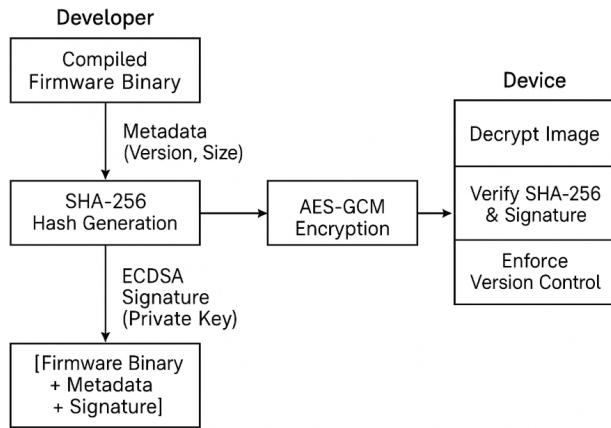 Developer
Compiled
Firmware Binary
Metadata
(Version, Size)
SHA-256
Hash Generation
ECDSA
Signature
(Private Key)
[Firmware Binary
+ Metadata
+ Signature]
AES-GCM
Encryption
Device
Decrypt Image
Verify SHA-256
& Signature
Enforce
Version Control